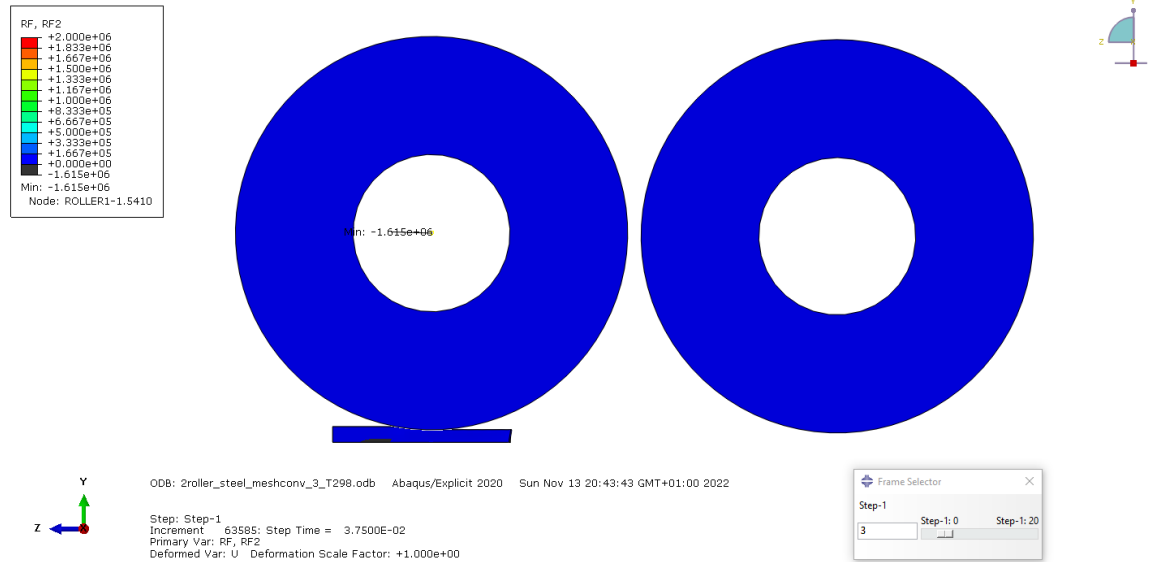 RF, RF2
+2.000e+06
+1.833e+06
+1.667e+06
+1.500e+06
+1.333e+06
+1.167e+06
+1.000e+06
+8.333e+05
+6.667e+05
+5.000e+05
+3.333e+05
+1.667e+05
+0.000e+00
-1.615e+06
Min: -1.615e+06
Node: ROLLER1-1.5410
Min: -1.615e+06
Y
Z
Y
Z
X
ODB: 2roller_steel_meshconv_3_T298.odb Abaqus/Explicit 2020 Sun Nov 13 20:43:43 GMT+01:00 2022
Step: Step-1
Increment 63585: Step Time = 3.7500E-02
Primary Var: RF, RF2
Deformed Var: U Deformation Scale Factor: +1.000e+00
Frame Selector
Step-1
3
Step-1: 0
Step-1: 20